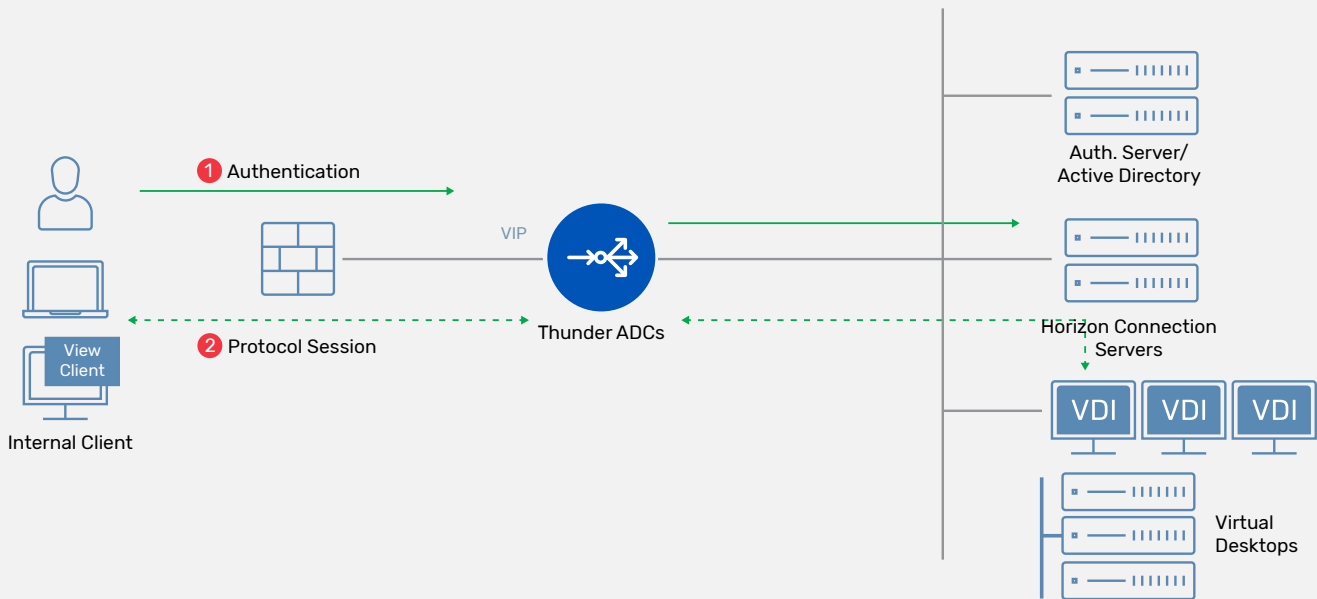 Auth. Server/
Active Directory
1 Authentication
VIP
Thunder ADCs
Horizon Connection
Servers
2 Protocol Session
View
Client
Internal Client
VDI
VDI
VDI
Virtual
Desktops